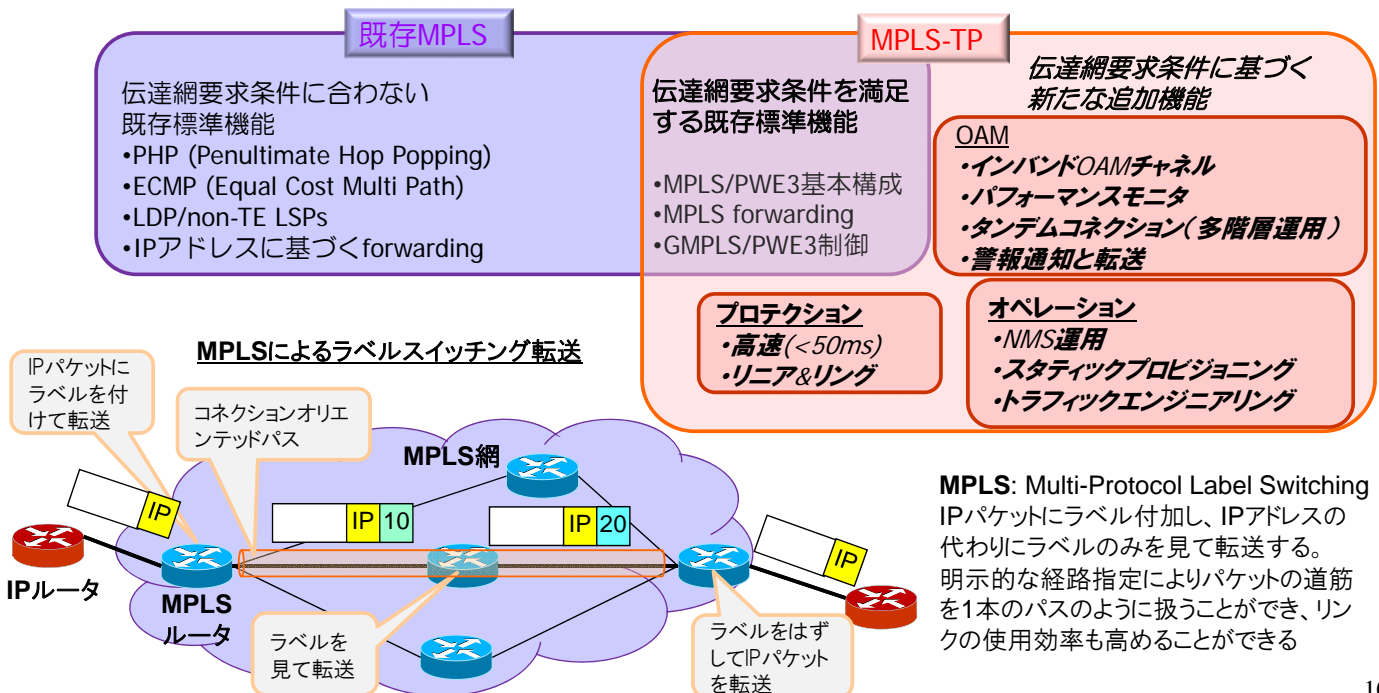 既存MPLS
MPLS-TP
伝達網要求条件に合わない
既存標準機能
•PHP (Penultimate Hop Popping)
•ECMP (Equal Cost Multi Path)
•LDP/non-TE LSPs
•IPアドレスに基づくforwarding
伝達網要求条件を満足
する既存標準機能
•MPLS/PWE3基本構成
•MPLS forwarding
•GMPLS/PWE3制御
伝達網要求条件に基づく
新たな追加機能
OAM
・インバンドOAMチャネル
・パフォーマンスモニタ
・タンデムコネクション(多階層運用)
・警報通知と転送
プロテクション
・高速(<50ms)
・リニア&リング
オペレーション
・NMS運用
・スタティックプロビジョニング
・トラフィックエンジニアリング
MPLSによるラベルスイッチング転送
IPパケットに
ラベルを付
けて転送
コネクションオリエ
ンテッドパス
MPLS網
IP
IP 10
IP 20
IP
IPルータ
MPLS
ルータ
ラベルを
見て転送
ラベルをはず
してIPパケット
を転送
MPLS: Multi-Protocol Label Switching
IPパケットにラベル付加し、IPアドレスの
代わりにラベルのみを見て転送する。
明示的な経路指定によりパケットの道筋
を1本のパスのように扱うことができ、リン
クの使用効率も高めることができる